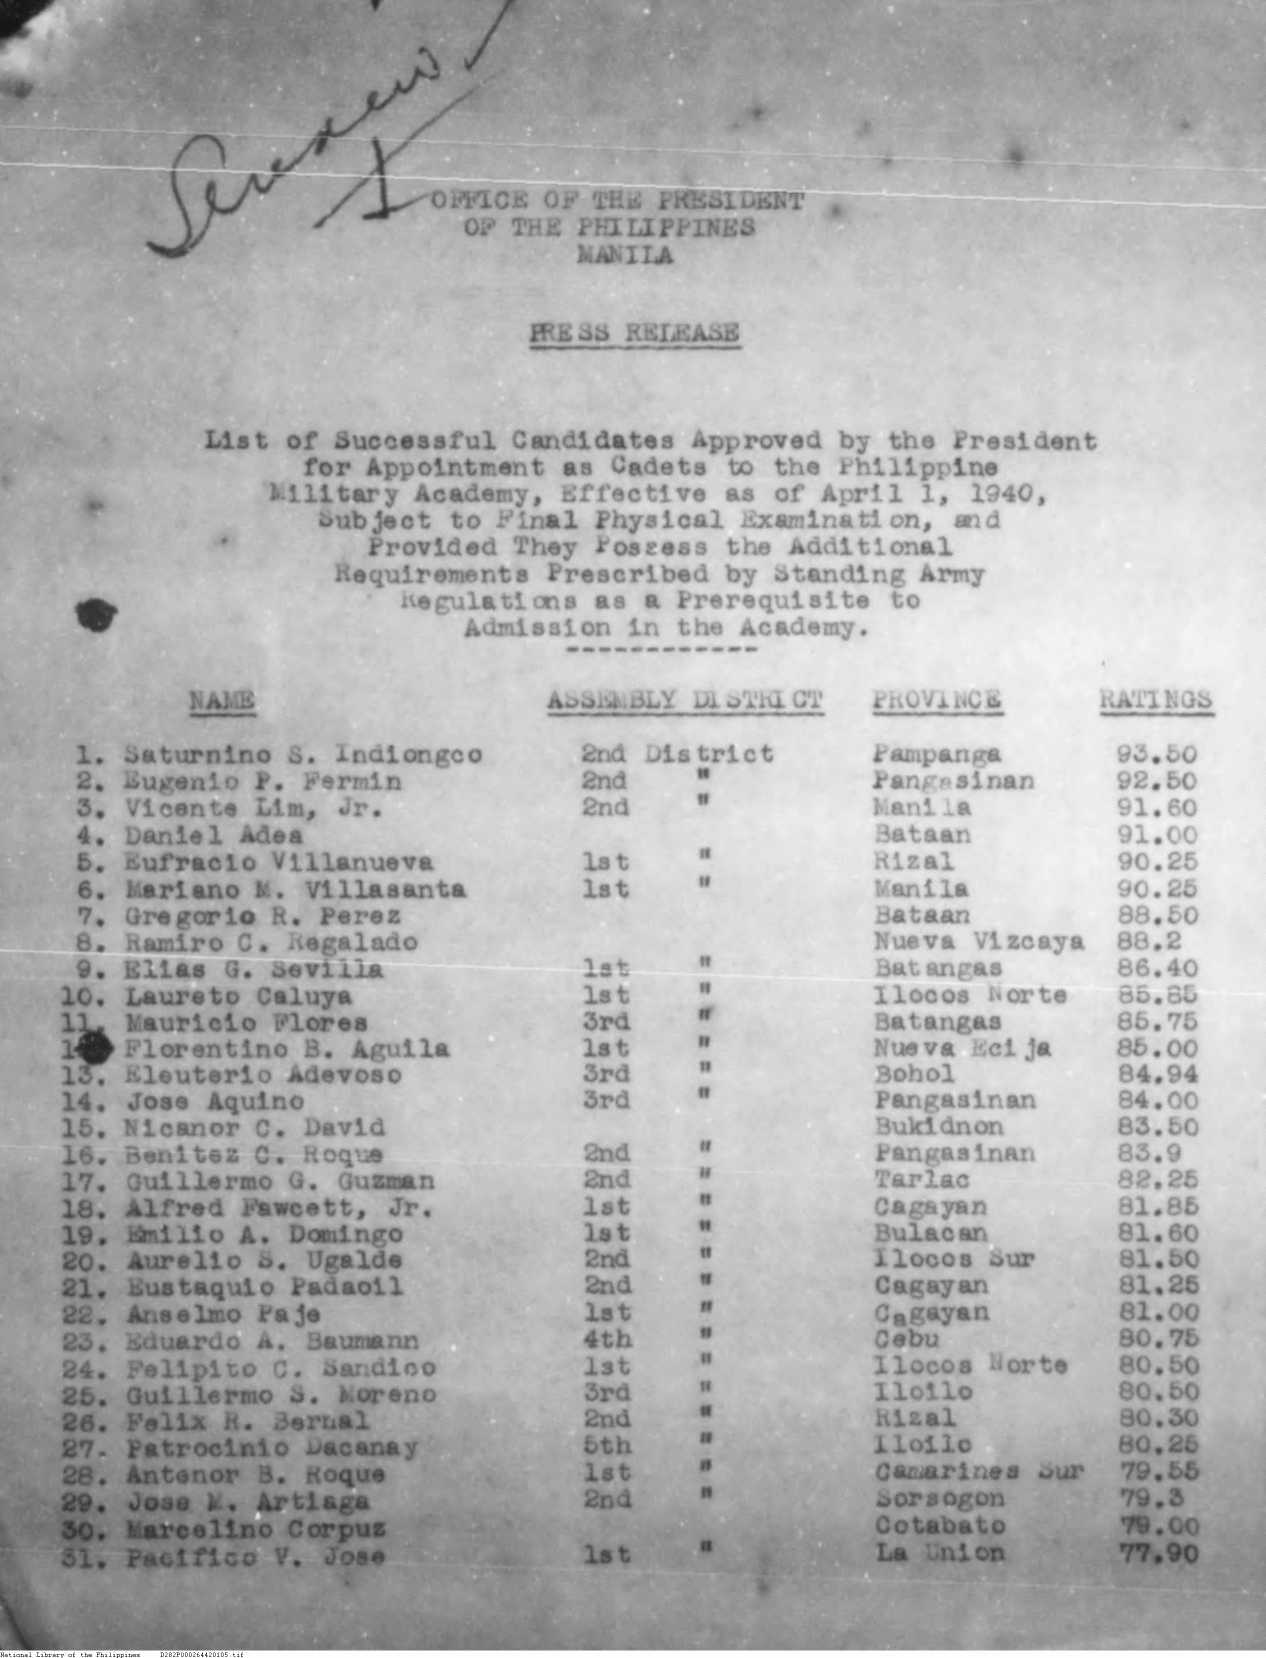 OFFICE OF THE PRESIDENT
OF THE PHILIPPINES
MANILA
PRESS RELEASE
List of Successful Candidates Approved by the President
for Appointment as Cadets to the Philippine
Military Academy, Effective as of April 1, 1940,
Subject to Final Physical Examination, and
Provided They Possess the Additional
Requirements Prescribed by Standing Army
Regulations as a Prerequisite to
Admission in the Academy.
------------
NAME ASSEMBLY DISTRICT PROVINCE RATINGS
1. Saturnino S. Indiongco 2nd District Pampanga 93.50
2. Eugenio P. Fermin 2nd " Pangasinan 92.50
3. Vicente Lim, Jr. 2nd " Manila 91.60
4. Daniel Adea Bataan 91.00
5. Eufracio Villanueva 1st " Rizal 90.25
6. Mariano M. Villasanta 1st " Manila 90.25
7. Gregorio R. Perez Bataan 88.50
8. Ramiro C. Regalado Nueva Vizcaya 88.2
9. Elias G. Sevilla 1st " Batangas 86.40
10. Laureto Caluya 1st " Ilocos Norte 85.85
11. Mauricio Flores 3rd " Batangas 85.75
1 Florentino B. Aguila 1st " Nueva Ecija 85.00
13. Eleuterio Adevoso 3rd " Bohol 84.94
14. Jose Aquino 3rd " Pangasinan 84.00
15. Nicanor C. David Bukidnon 83.50
16. Benitez C. Roque 2nd " Pangasinan 83.9
17. Guillermo G. Guzman 2nd " Tarlac 82.25
18. Alfred Fawcett, Jr. 1st " Cagayan 81.85
19. Emilio A. Domingo 1st " Bulacan 81.60
20. Aurelio S. Ugalde 2nd " Ilocos Sur 81.50
21. Eustaquio Padaoil 2nd " Cagayan 81.25
22. Anselmo Paje 1st " Cagayan 81.00
23. Eduardo A. Baumann 4th " Cebu 80.75
24. Felipito C. Sandico 1st " Ilocos Norte 80.50
25. Guillermo S. Moreno 3rd " Iloilo 80.50
26. Felix R. Bernal 2nd " Rizal 80.30
27. Patrocinio Dacanay 5th " Iloilo 80.25
28. Antenor B. Roque 1st " Camarines Sur 79.55
29. Jose M. Artiaga 2nd " Sorsogon 79.3
30. Marcelino Corpuz Cotabato 79.00
31. Pacifico V. Jose 1st " La Union 77.90
National Library of the Philippines D282P000264420105.tif